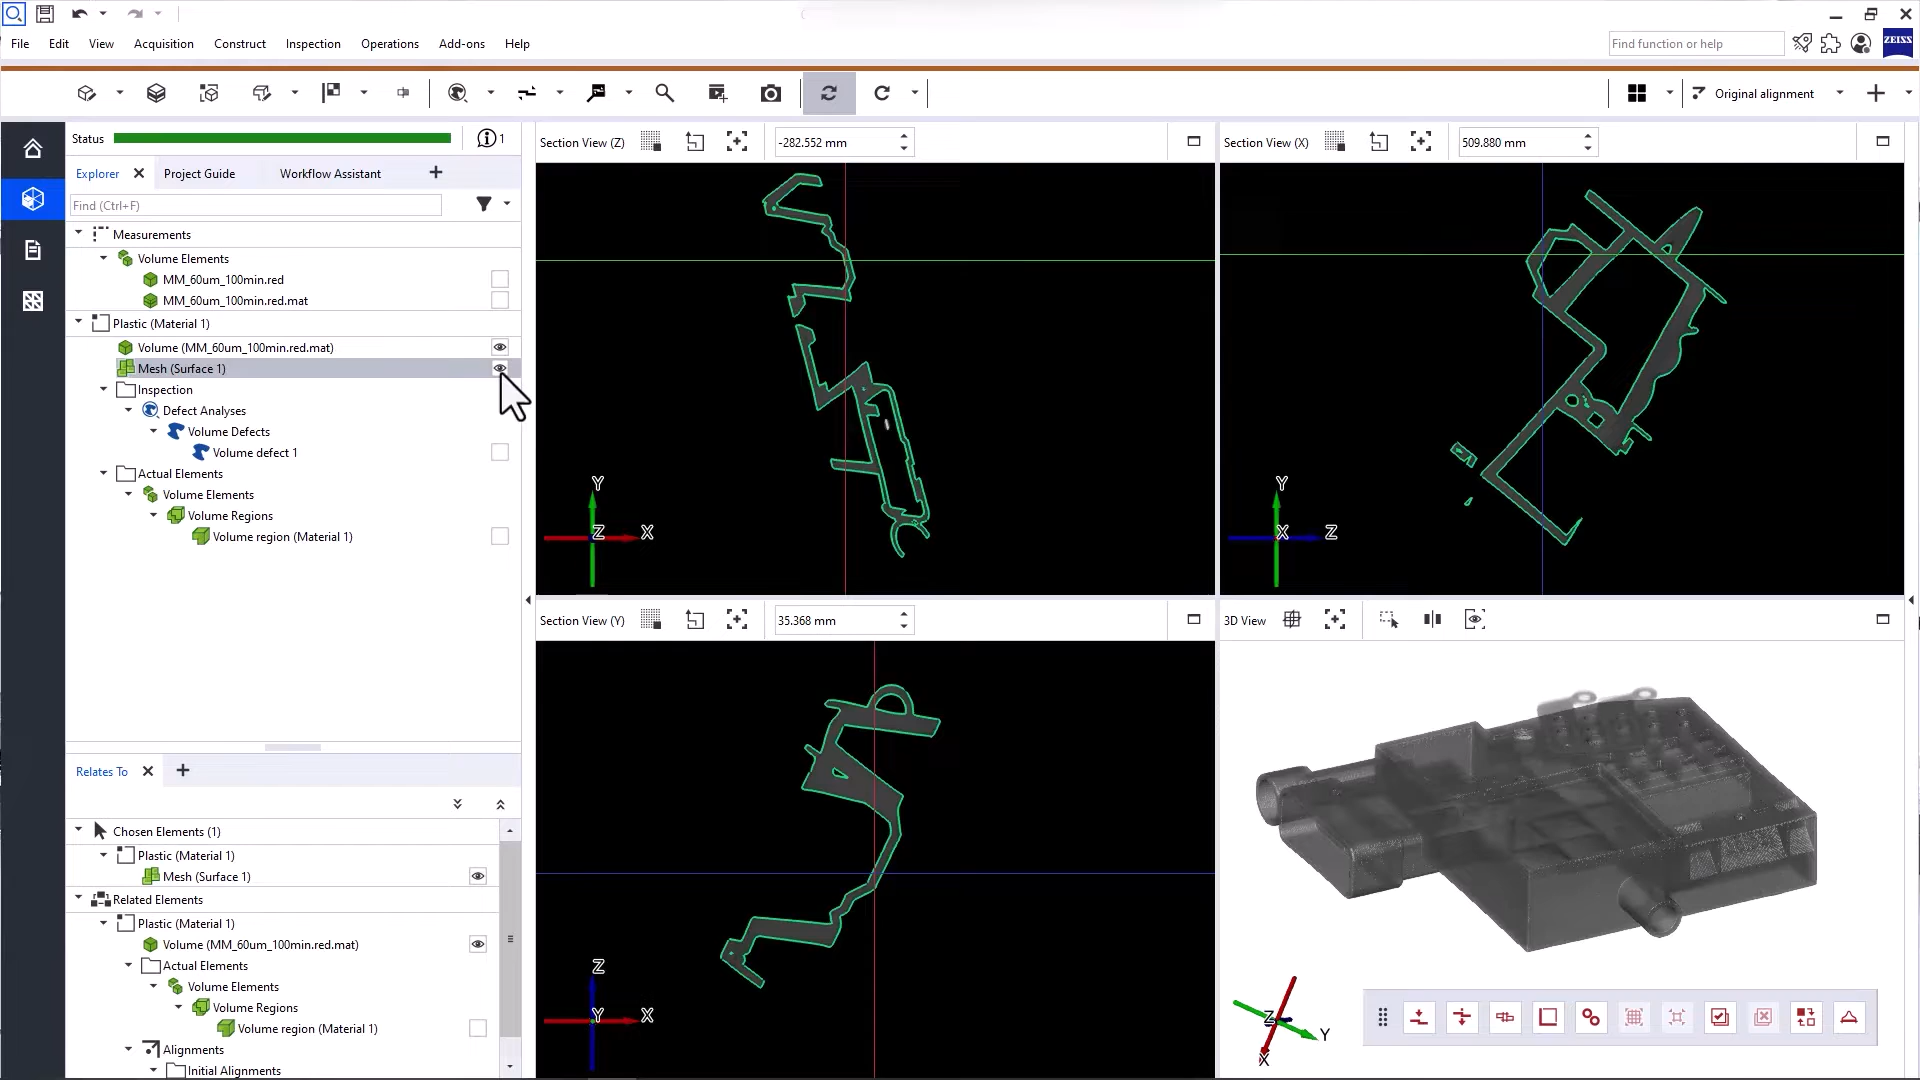 File Edit View Acquisition Construct Inspection Operations Add-ons Help
Find function or help
ZEISS
Original alignment
Status
1
Explorer
Project Guide
Workflow Assistant
Find (Ctrl+F)
Measurements
Volume Elements
MM_60um_100min.red
MM_60um_100min.red.mat
Plastic (Material 1)
Volume (MM_60um_100min.red.mat)
Mesh (Surface 1)
Inspection
Defect Analyses
Volume Defects
Volume defect 1
Actual Elements
Volume Elements
Volume Regions
Volume region (Material 1)
Relates To
Chosen Elements (1)
Plastic (Material 1)
Mesh (Surface 1)
Related Elements
Plastic (Material 1)
Volume (MM_60um_100min.red.mat)
Actual Elements
Volume Elements
Volume Regions
Volume region (Material 1)
Alignments
Initial Alignments
Section View (Z)
-282.552 mm
Y
Z
X
Section View (X)
509.880 mm
Y
X
Z
Section View (Y)
35.368 mm
Z
Y
X
3D View
Z
Y
X